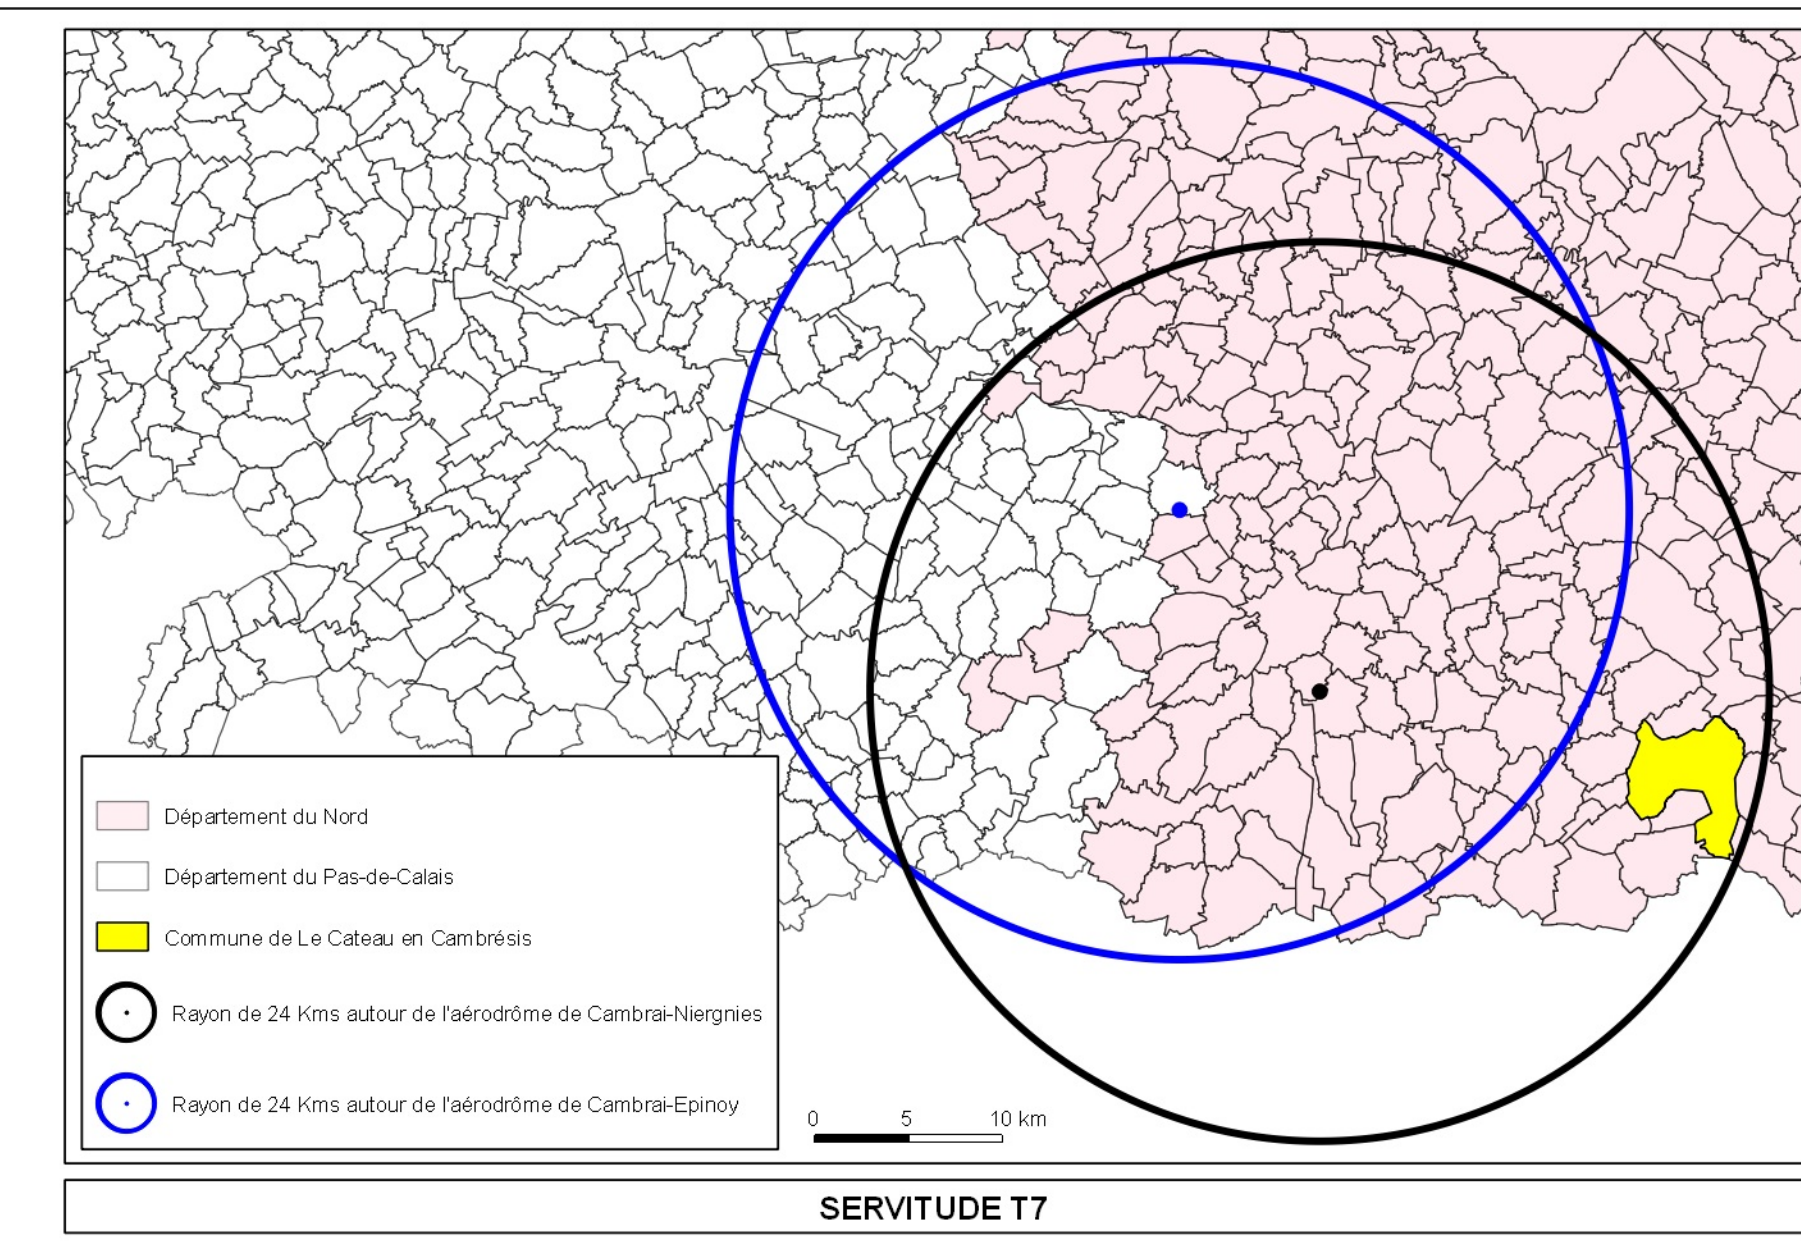 Département du Nord
Département du Pas-de-Calais
Commune de Le Cateau en Cambrésis
Rayon de 24 Kms autour de l'aérodrôme de Cambrai-Niergnies
Rayon de 24 Kms autour de l'aérodrôme de Cambrai-Epinoy
0 5 10 km
SERVITUDE T7